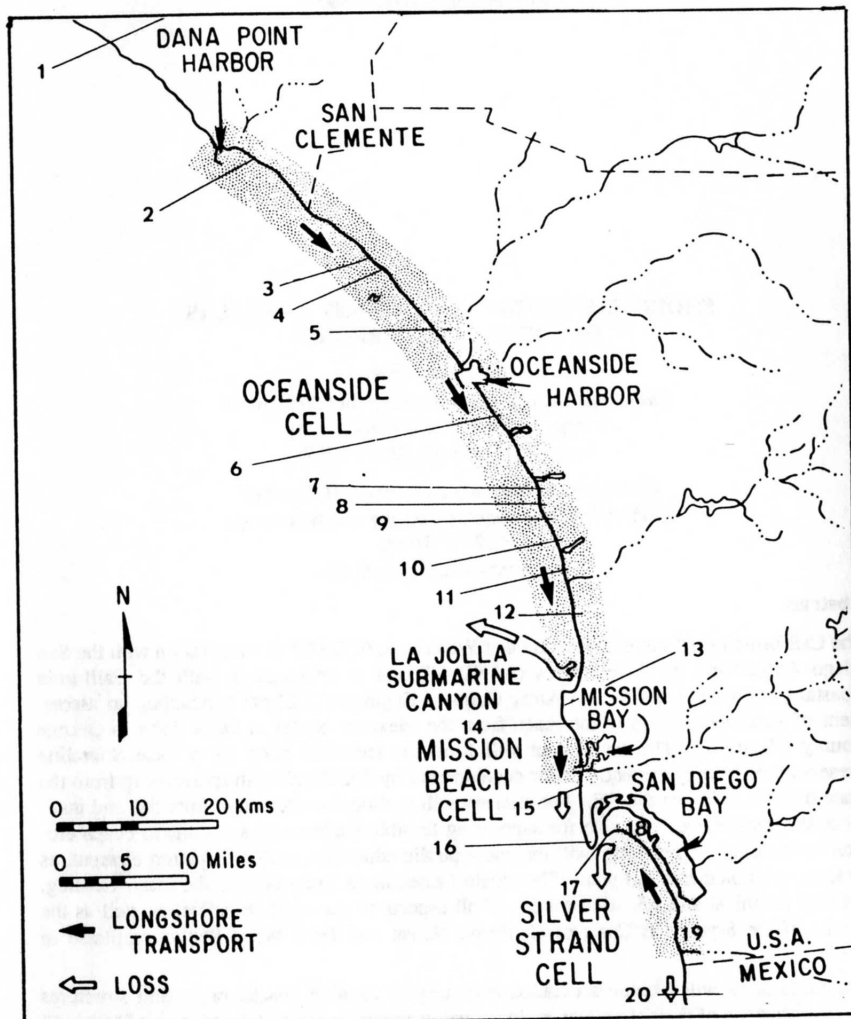 1
DANA POINT
HARBOR
SAN
CLEMENTE
2
3
4
5
OCEANSIDE
HARBOR
OCEANSIDE
CELL
6
7
8
9
10
11
12
N
LA JOLLA
SUBMARINE
CANYON
13
14
MISSION
BAY
MISSION
BEACH
CELL
SAN DIEGO
BAY
15
16
18
17
SILVER
STRAND
CELL
19
U.S.A.
MEXICO
20
0 10 20 Kms
0 5 10 Miles
LONGSHORE
TRANSPORT
LOSS